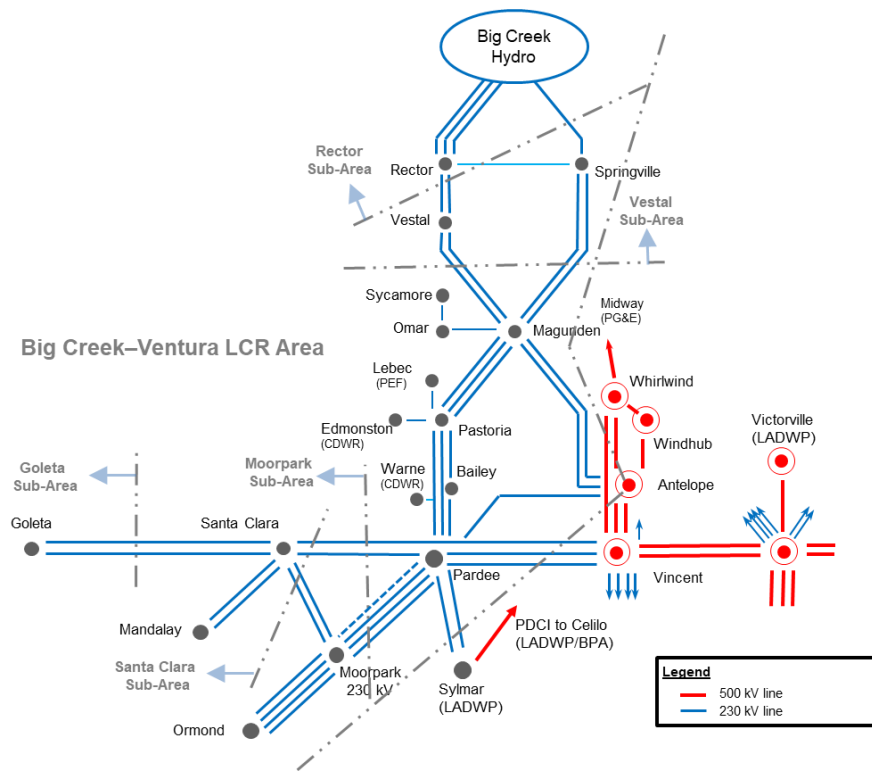 Big Creek
Hydro
Rector
Sub-Area
Rector
Springville
Vestal
Sub-Area
Vestal
Sycamore
Omar
Magunden
Midway
(PG&E)
Big Creek–Ventura LCR Area
Lebec
(PEF)
Whirlwind
Edmonston
(CDWR)
Pastoria
Windhub
Victorville
(LADWP)
Goleta
Sub-Area
Moorpark
Sub-Area
Warne
(CDWR)
Bailey
Antelope
Goleta
Santa Clara
Pardee
Vincent
Mandalay
PDCI to Celilo
(LADWP/BPA)
Santa Clara
Sub-Area
Moorpark
230 kV
Sylmar
(LADWP)
Ormond
Legend
500 kV line
230 kV line